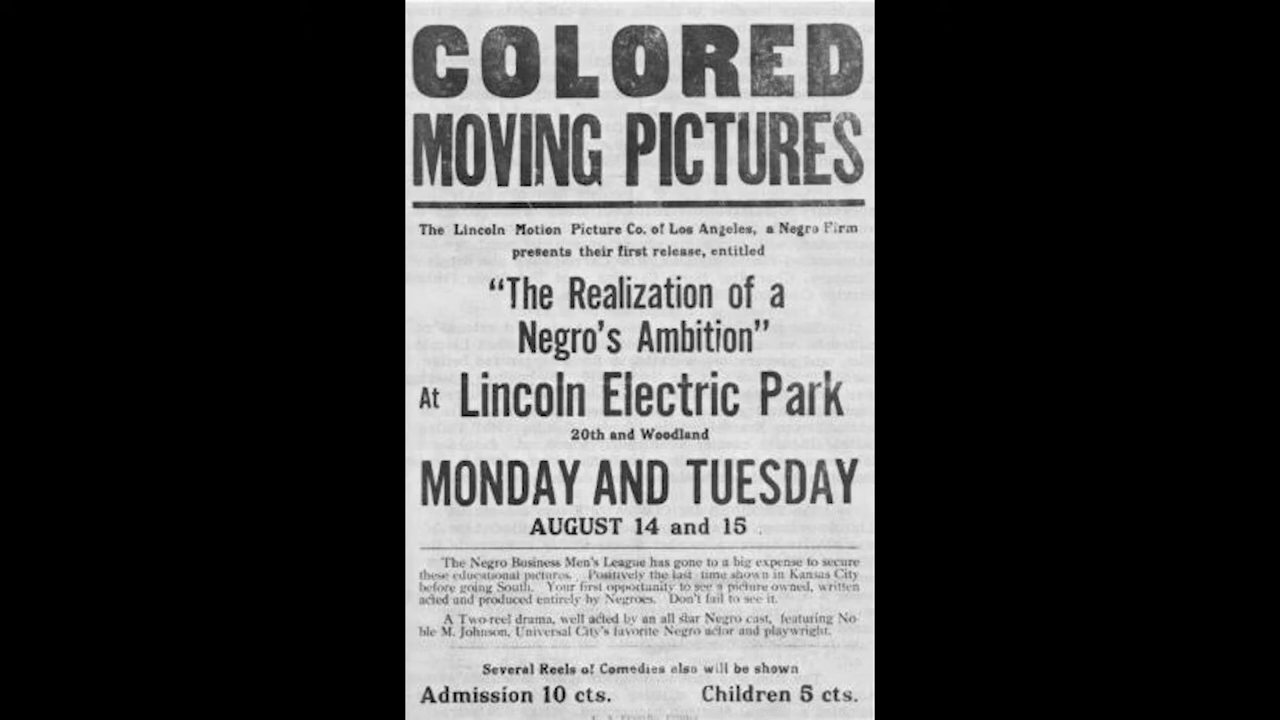 COLORED
MOVING PICTURES
The Lincoln Motion Picture Co. of Los Angeles, a Negro Firm
presents their first release, entitled
"The Realization of a
Negro's Ambition"
At Lincoln Electric Park
20th and Woodland
MONDAY AND TUESDAY
AUGUST 14 and 15
The Negro Business Men's League has gone to a big expense to secure
these educational pictures. Positively the last time shown in Kansas City
before going South. Your first opportunity to see a picture owned, written
acted and produced entirely by Negroes. Don't fail to see it.
A Two-reel drama, well acted by an all star Negro cast, featuring No-
ble M. Johnson, Universal City's favorite Negro actor and playwright.
Several Reels of Comedies also will be shown
Admission 10 cts. Children 5 cts.